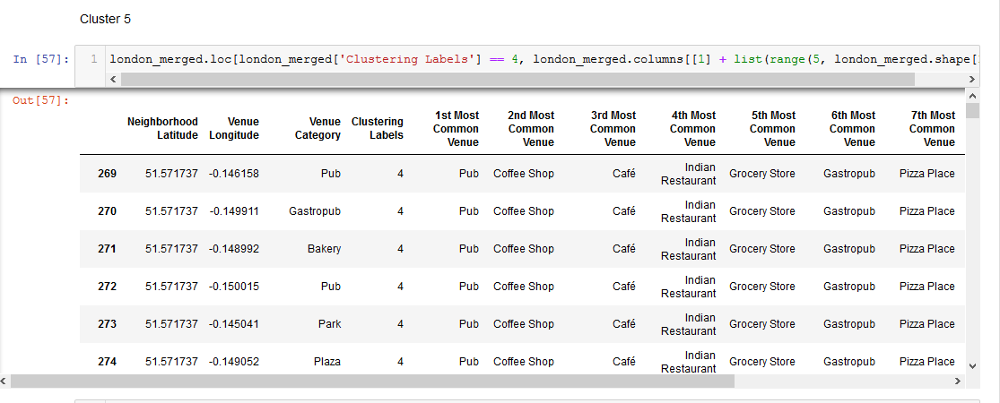 Cluster 5
In [57]: 1 london_merged.loc[london_merged['Clustering Labels'] == 4, london_merged.columns[[1] + list(range(5, london_merged.shape[
Out[57]:
Neighborhood Latitude Venue Longitude Venue Category Clustering Labels 1st Most Common Venue 2nd Most Common Venue 3rd Most Common Venue 4th Most Common Venue 5th Most Common Venue 6th Most Common Venue 7th Most Common Venue
269 51.571737 -0.146158 Pub 4 Pub Coffee Shop Café Indian Restaurant Grocery Store Gastropub Pizza Place
270 51.571737 -0.149911 Gastropub 4 Pub Coffee Shop Café Indian Restaurant Grocery Store Gastropub Pizza Place
271 51.571737 -0.148992 Bakery 4 Pub Coffee Shop Café Indian Restaurant Grocery Store Gastropub Pizza Place
272 51.571737 -0.150015 Pub 4 Pub Coffee Shop Café Indian Restaurant Grocery Store Gastropub Pizza Place
273 51.571737 -0.145041 Park 4 Pub Coffee Shop Café Indian Restaurant Grocery Store Gastropub Pizza Place
274 51.571737 -0.149052 Plaza 4 Pub Coffee Shop Café Indian Restaurant Grocery Store Gastropub Pizza Place